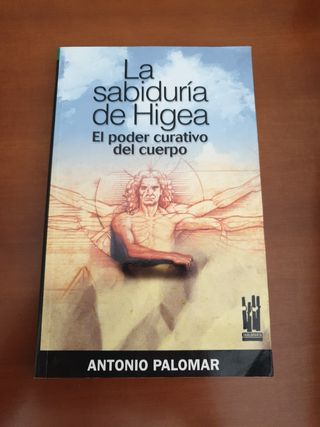 La
sabiduría
de Higea
El poder curativo
del cuerpo
ANTONIO PALOMAR